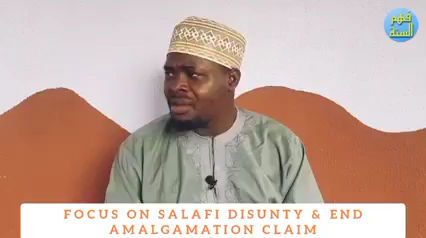 فهم
السنة
FOCUS ON SALAFI DISUNTY & END
AMALGAMATION CLAIM